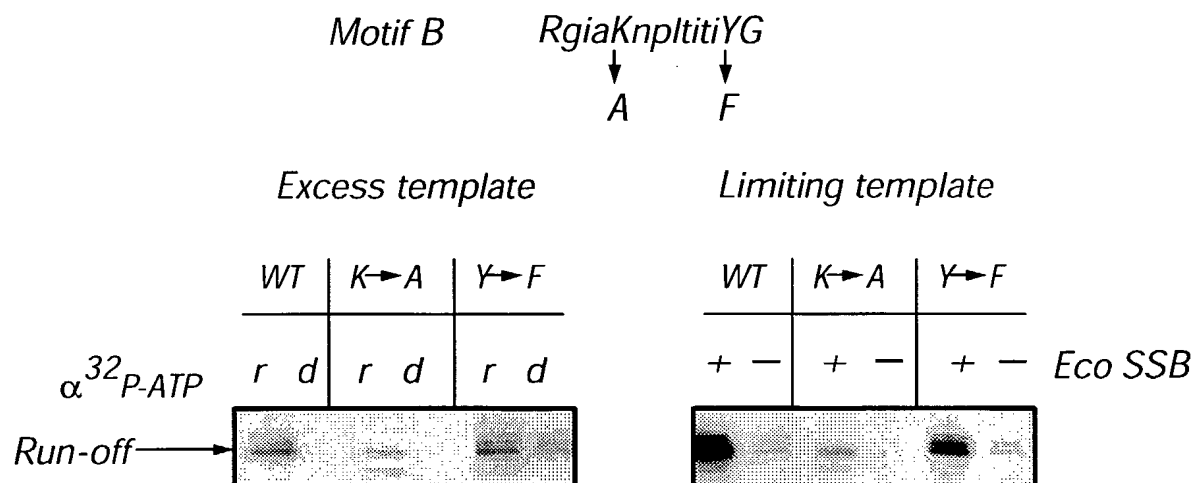 Motif B RgiaKnpltitiYG
A F
Excess template Limiting template
WT K→A Y→F WT K→A Y→F
α³²P-ATP r d r d r d + − + − + − Eco SSB
Run-off